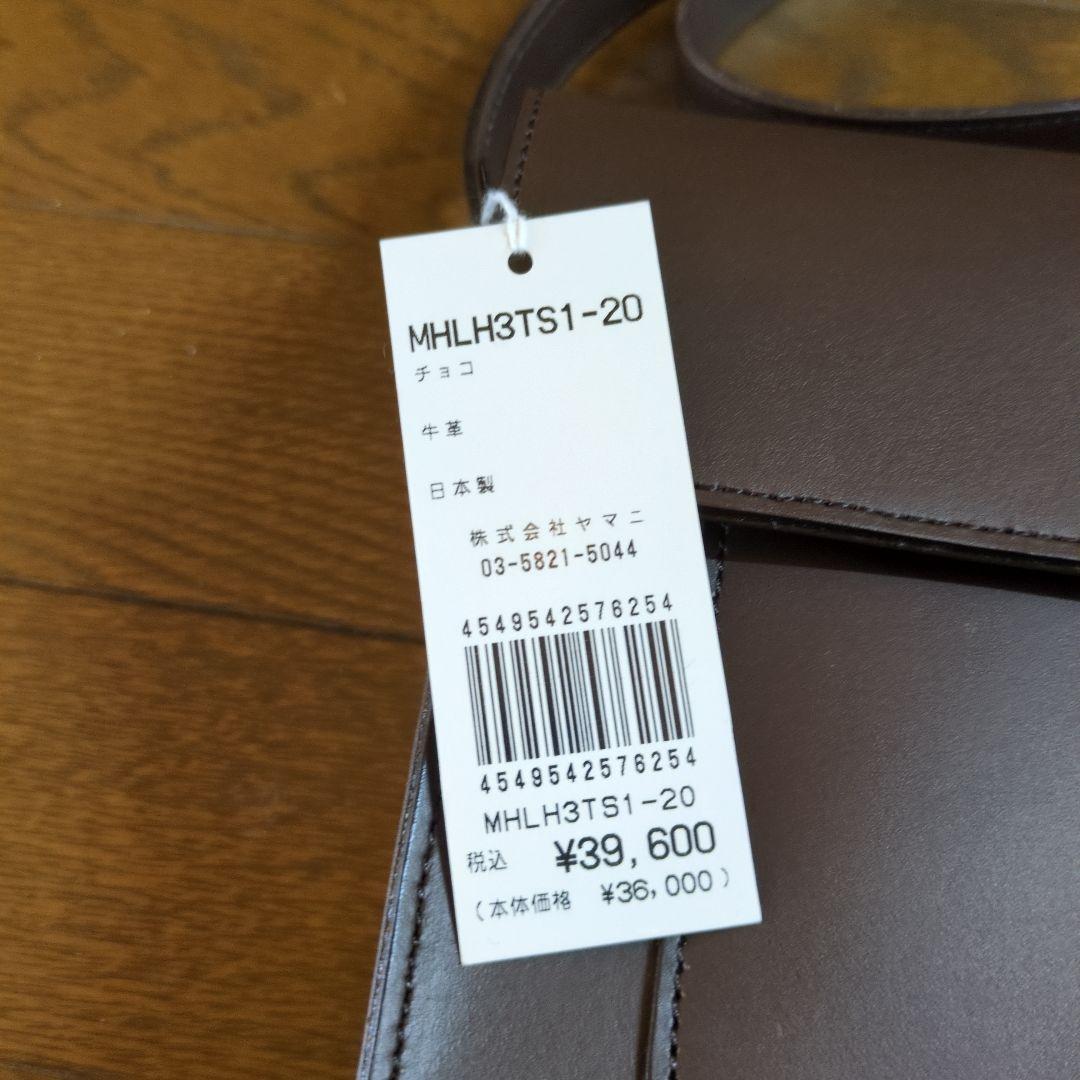 MHLH3TS1-20
チョコ
牛革
日本製
株式会社ヤマニ
03-5821-5044
4549542576254
4549542576254
MHLH3TS1-20
税込 ¥39,600
(本体価格 ¥36,000)